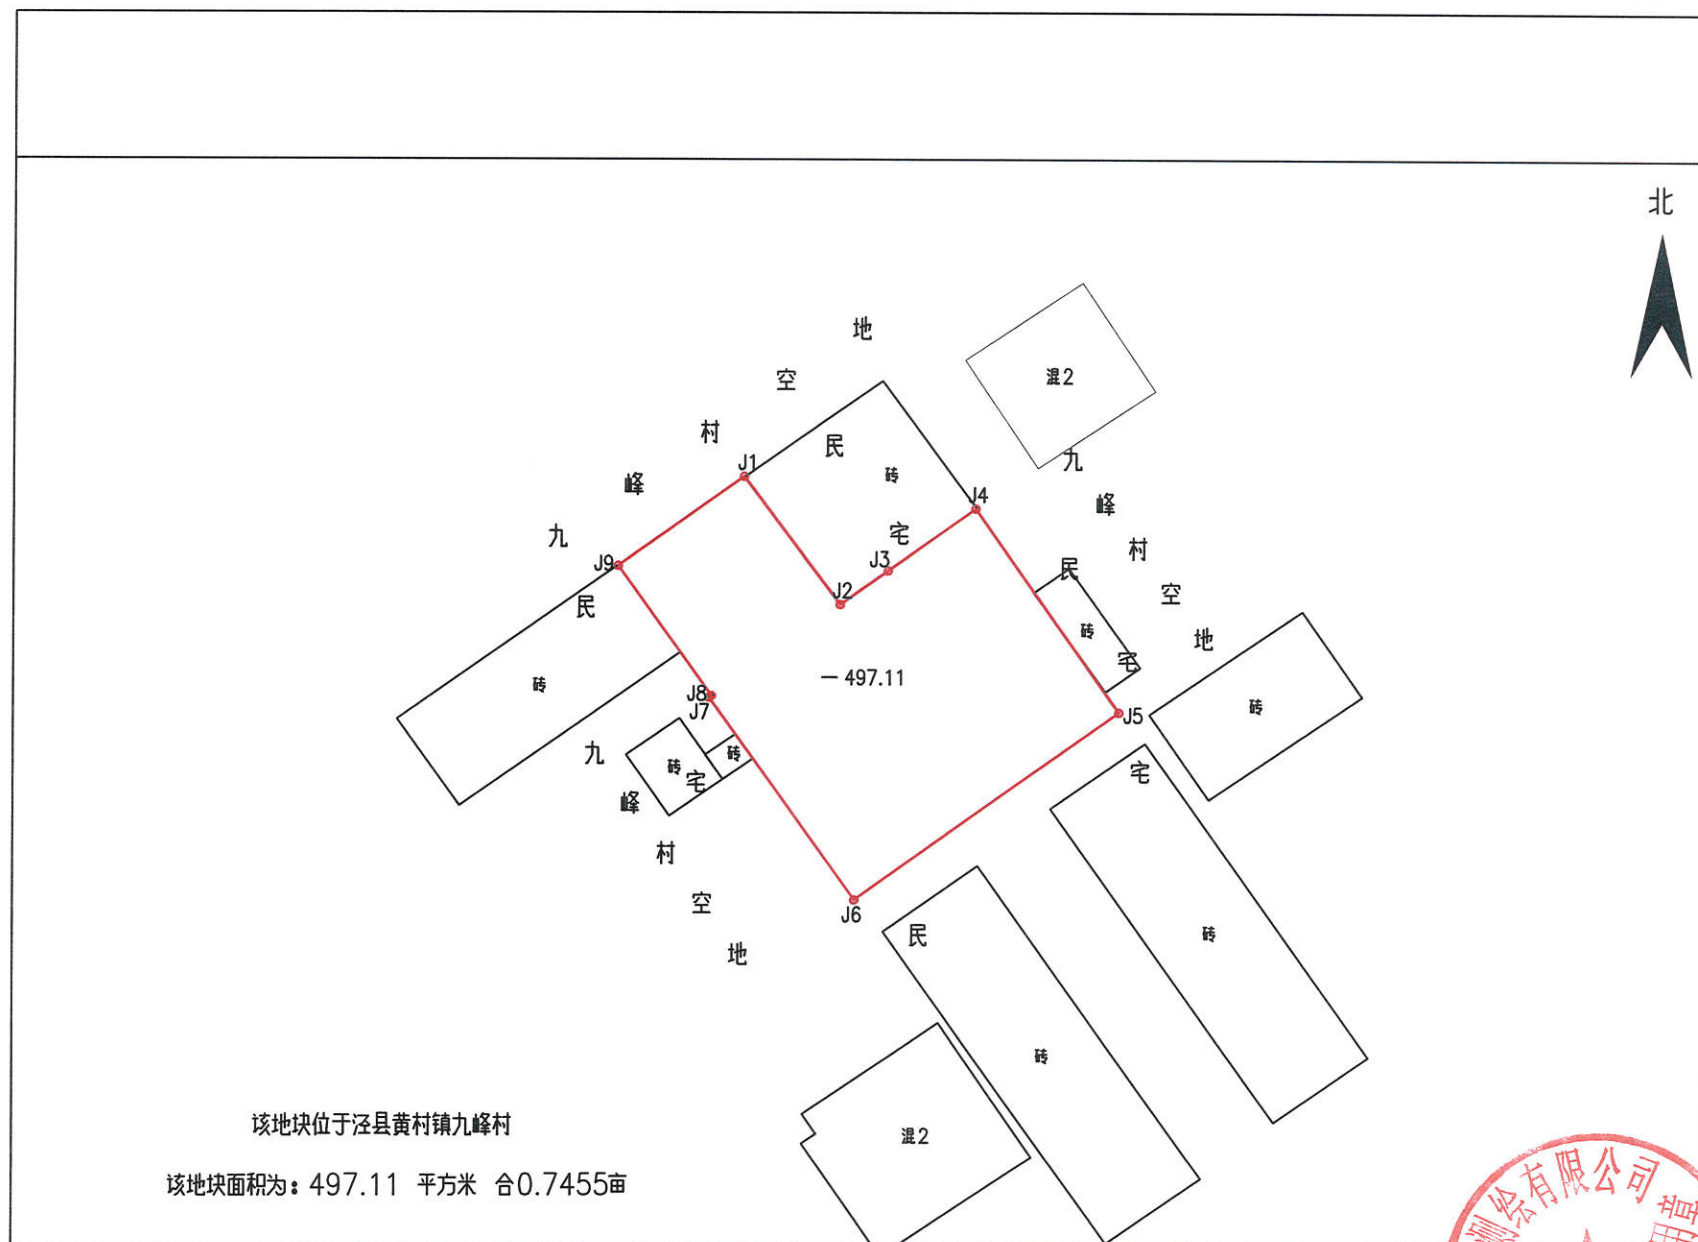 北
地
空
村
峰
九
混2
民
砖
宅
J1
J4
J3
J2
J9
九
峰
村
空
地
民
砖
宅
民
砖
J8
J7
一 497.11
J5
砖
九
峰
村
空
地
砖
宅
砖
J6
宅
砖
民
砖
混2
该地块位于泾县黄村镇九峰村
该地块面积为：497.11 平方米 合0.7455亩
测绘有限公司
用章